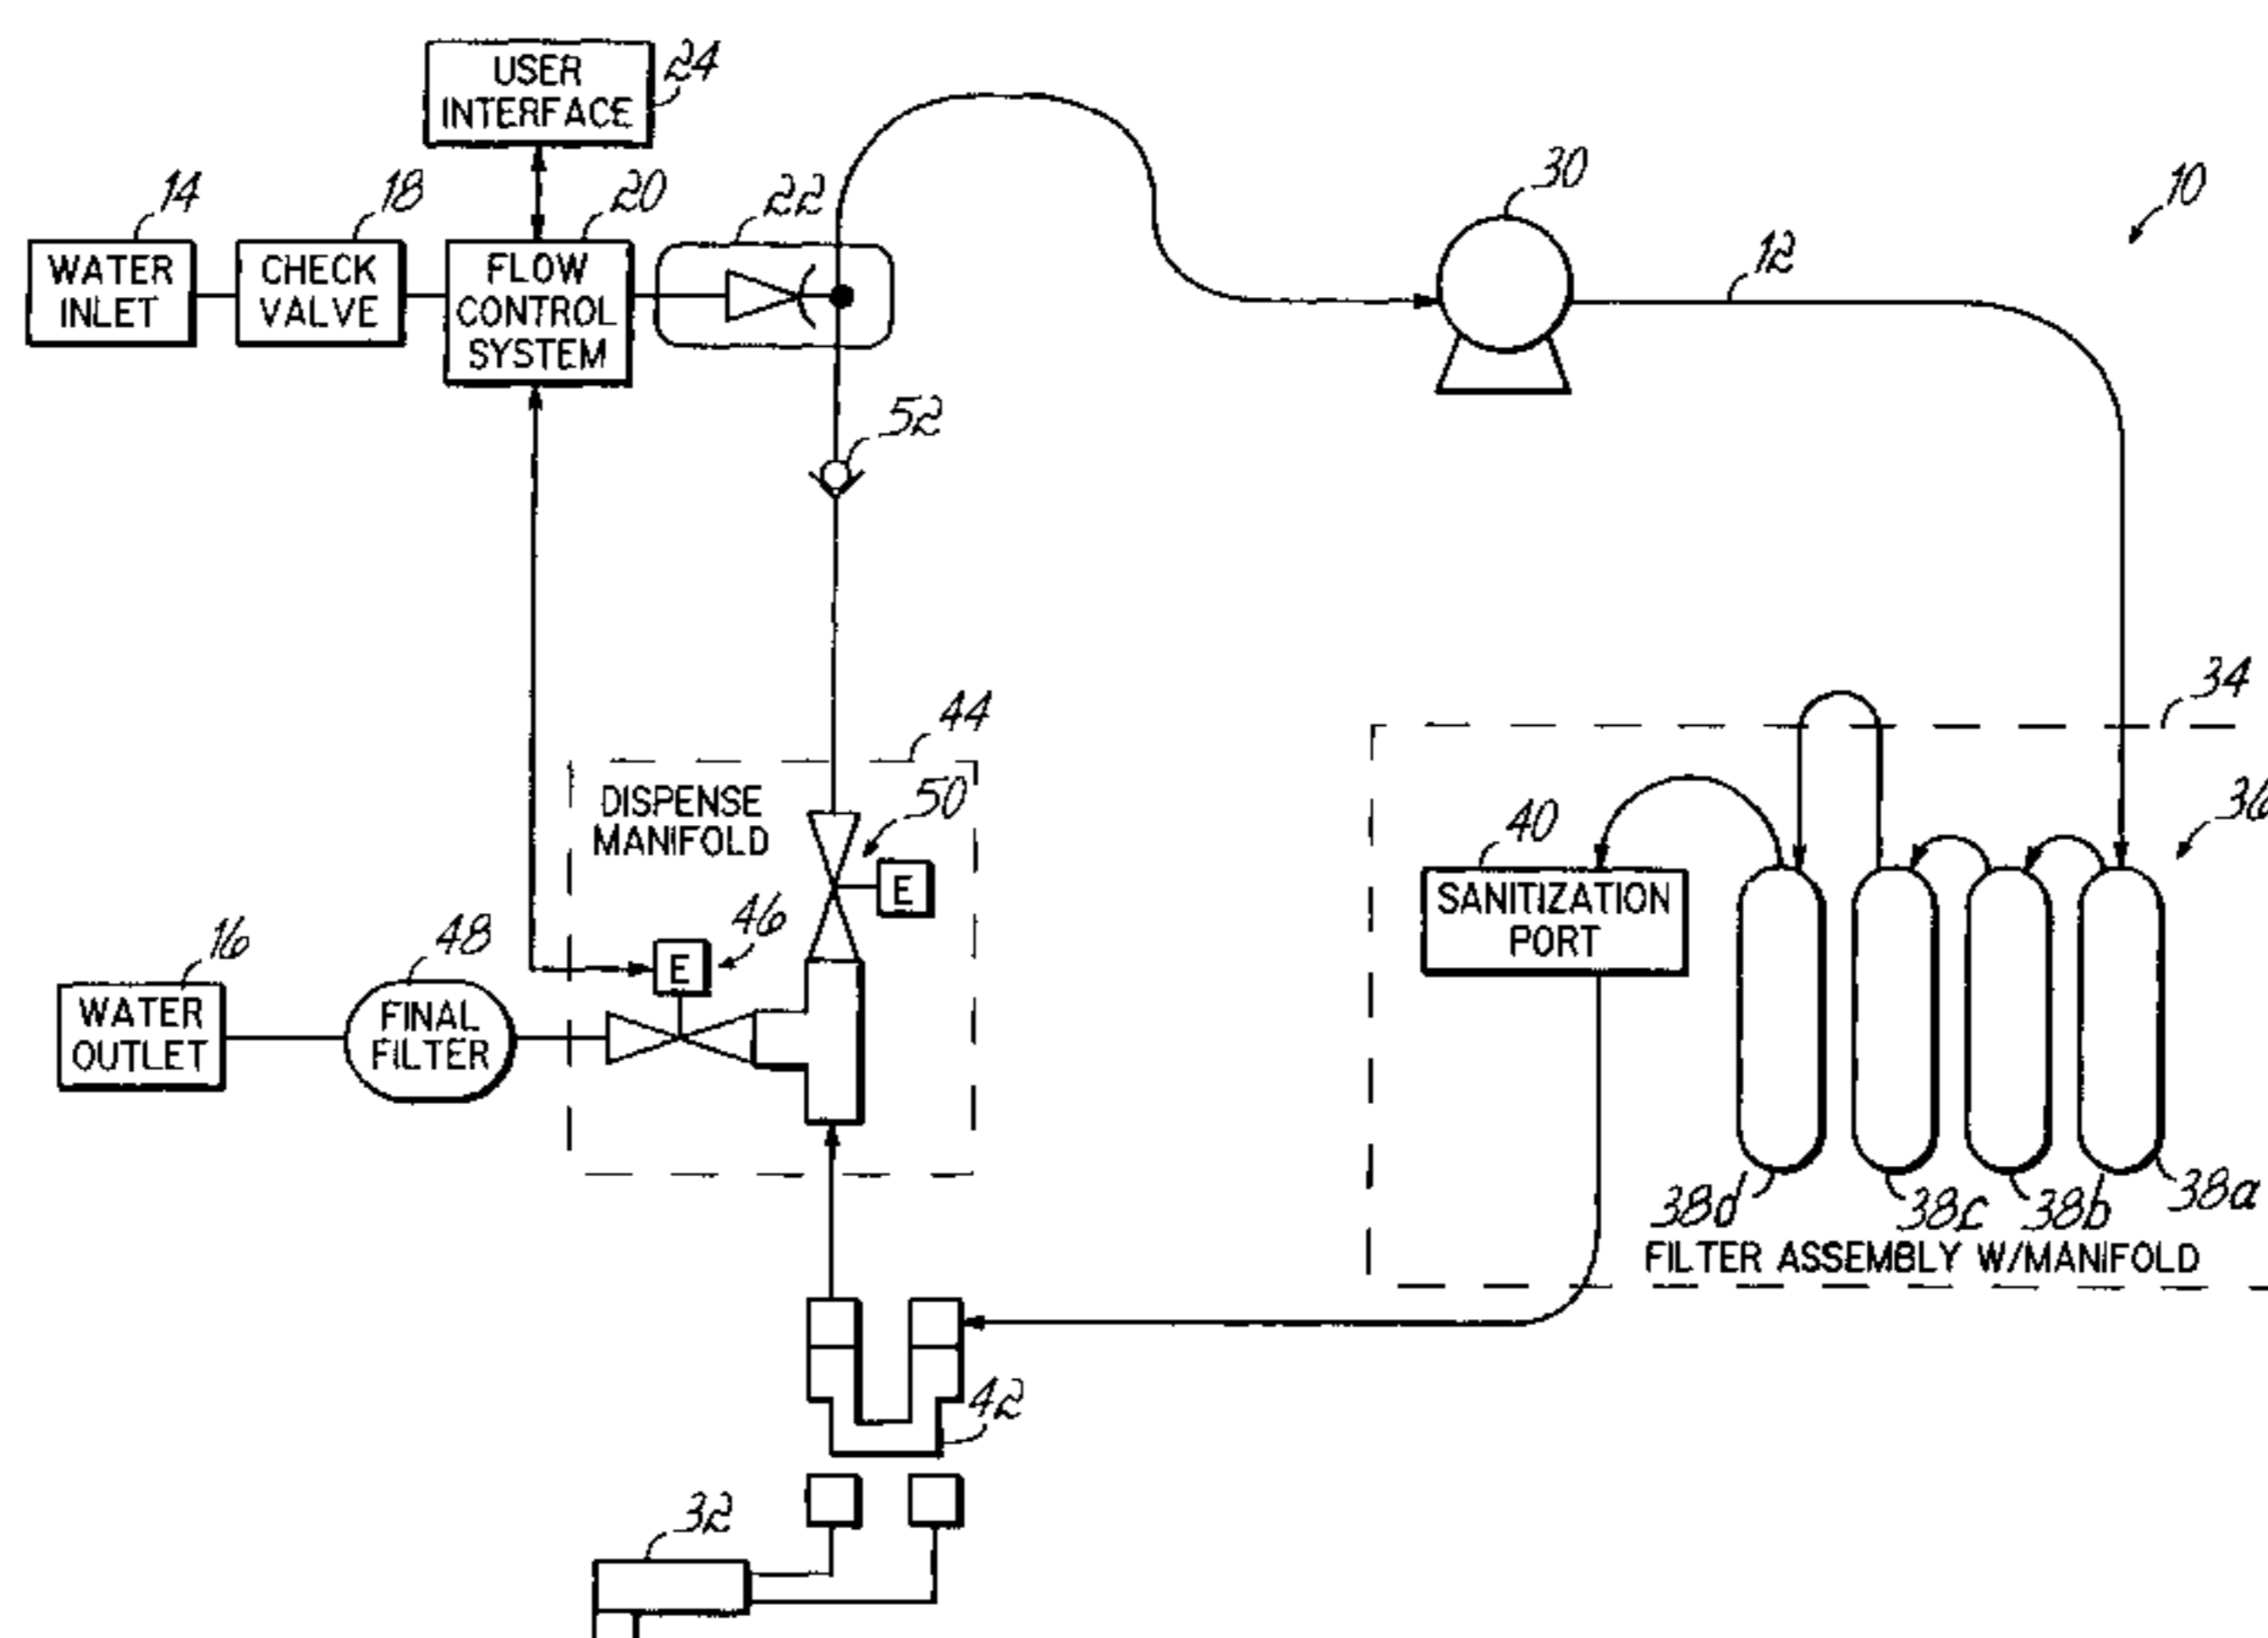 USER
INTERFACE
24
14
18
20
22
30
10
12
WATER
INLET
CHECK
VALVE
FLOW
CONTROL
SYSTEM
52
44
34
DISPENSE
MANIFOLD
50
E
40
SANITIZATION
PORT
46
E
16
48
WATER
OUTLET
FINAL
FILTER
38d
38c
38b
38a
FILTER ASSEMBLY W/MANIFOLD
42
32